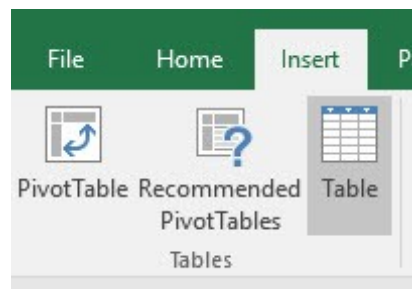 File Home Insert P
PivotTable Recommended Table
PivotTables
Tables